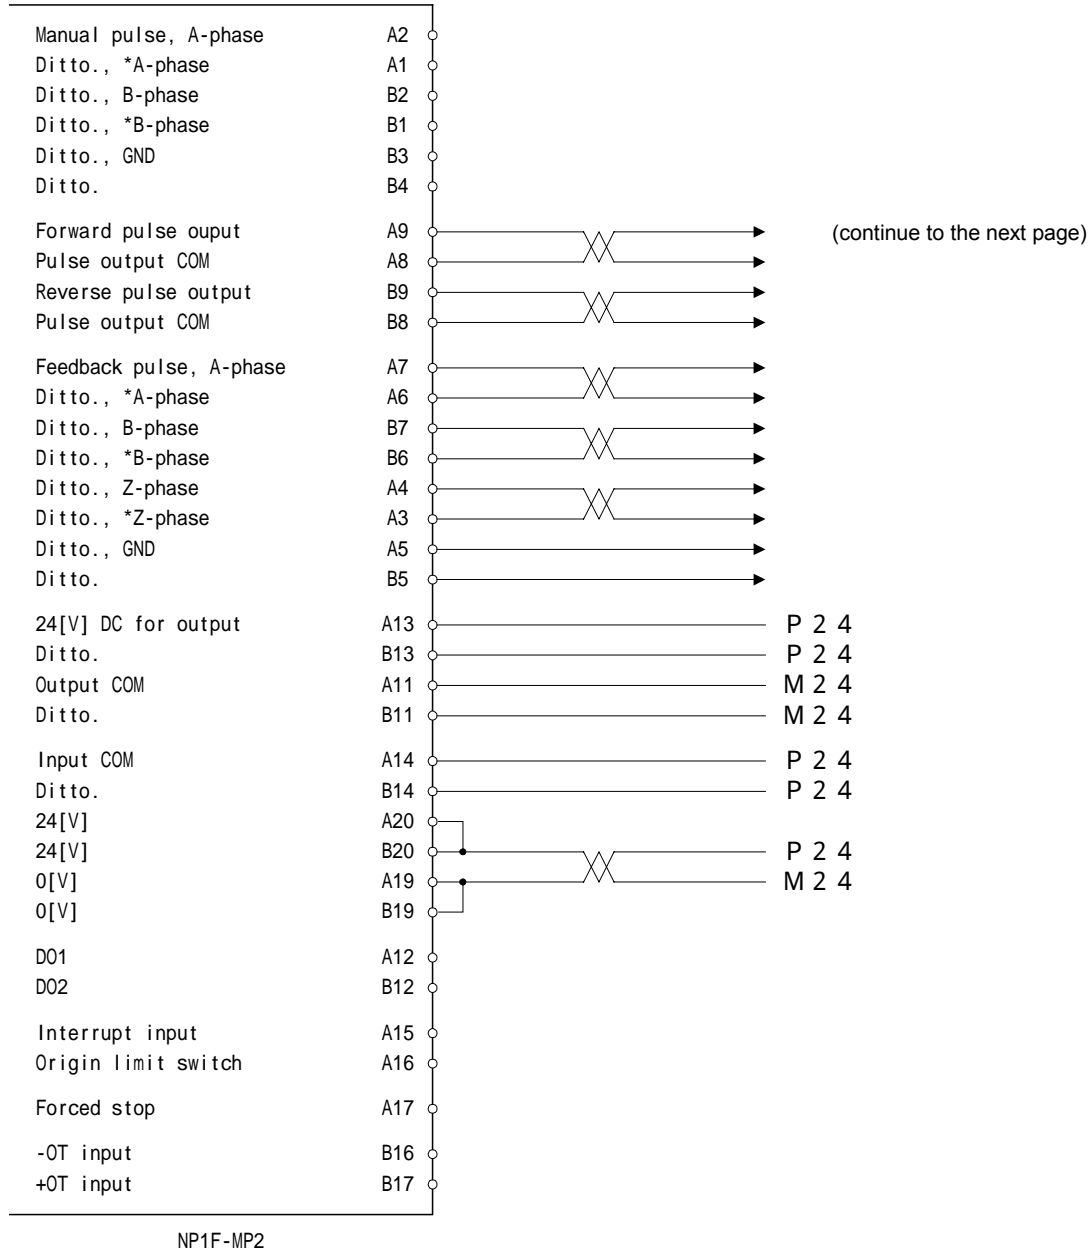 Manual pulse, A-phase A2
Ditto., *A-phase A1
Ditto., B-phase B2
Ditto., *B-phase B1
Ditto., GND B3
Ditto. B4
Forward pulse ouput A9 (continue to the next page)
Pulse output COM A8
Reverse pulse output B9
Pulse output COM B8
Feedback pulse, A-phase A7
Ditto., *A-phase A6
Ditto., B-phase B7
Ditto., *B-phase B6
Ditto., Z-phase A4
Ditto., *Z-phase A3
Ditto., GND A5
Ditto. B5
24[V] DC for output A13 P24
Ditto. B13 P24
Output COM A11 M24
Ditto. B11 M24
Input COM A14 P24
Ditto. B14 P24
24[V] A20
24[V] B20 P24
0[V] A19 M24
0[V] B19
DO1 A12
DO2 B12
Interrupt input A15
Origin limit switch A16
Forced stop A17
-OT input B16
+OT input B17
NP1F-MP2